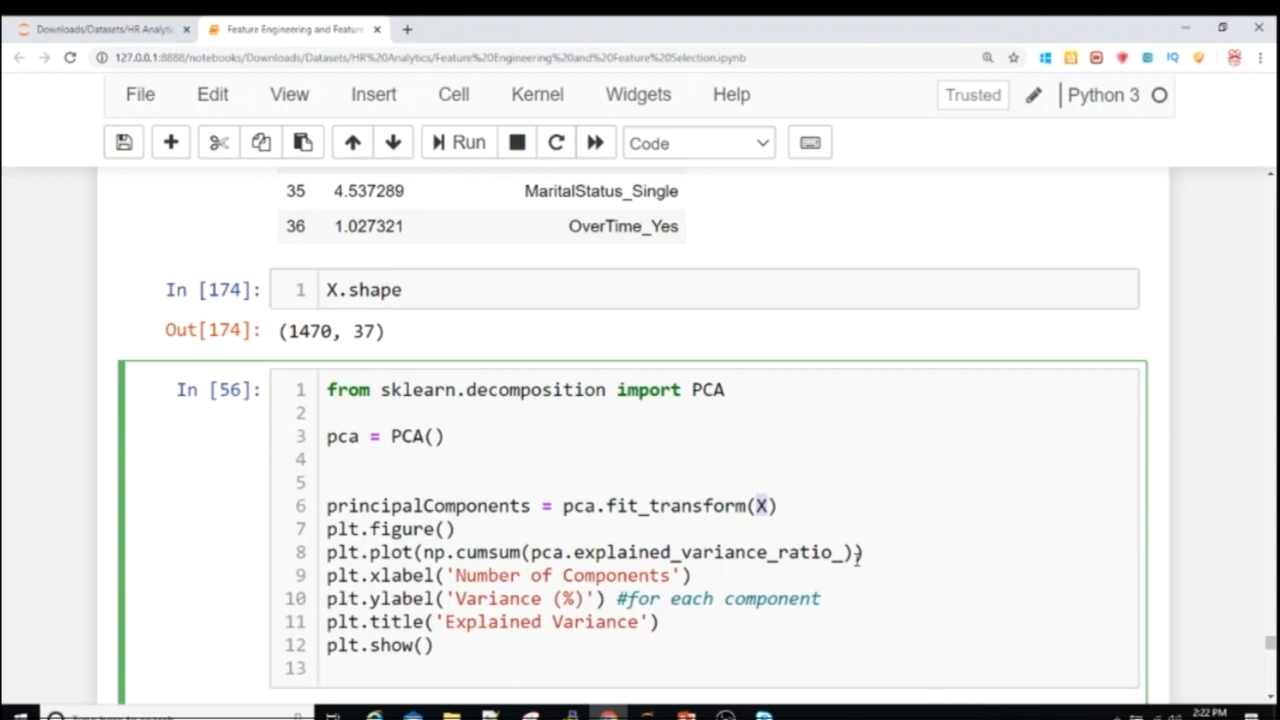 Downloads/Datasets/HR Analytic
Feature Engineering and Feature
127.0.0.1:8888/notebooks/Downloads/Datasets/HR%20Analytics/Feature%20Engineering%20and%20Feature%20Selection.ipynb
File Edit View Insert Cell Kernel Widgets Help Trusted Python 3
Run Code
35 4.537289 MaritalStatus_Single
36 1.027321 OverTime_Yes
In [174]: 1 X.shape
Out[174]: (1470, 37)
In [56]: 1 from sklearn.decomposition import PCA
2
3 pca = PCA()
4
5
6 principalComponents = pca.fit_transform(X)
7 plt.figure()
8 plt.plot(np.cumsum(pca.explained_variance_ratio_))
9 plt.xlabel('Number of Components')
10 plt.ylabel('Variance (%)') #for each component
11 plt.title('Explained Variance')
12 plt.show()
13
2:22 PM